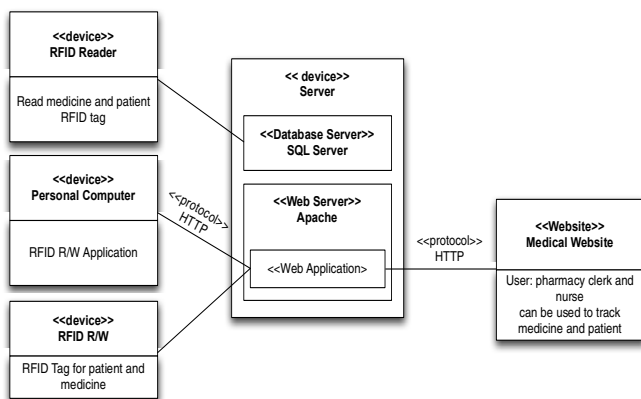 <<device>>
RFID Reader
Read medicine and patient
RFID tag
<<device>>
Personal Computer
RFID R/W Application
<<device>>
RFID R/W
RFID Tag for patient and
medicine
<<protocol>>
HTTP
<< device>>
Server
<<Database Server>>
SQL Server
<<Web Server>>
Apache
<<Web Application>
<<protocol>>
HTTP
<<Website>>
Medical Website
User: pharmacy clerk and
nurse
can be used to track
medicine and patient